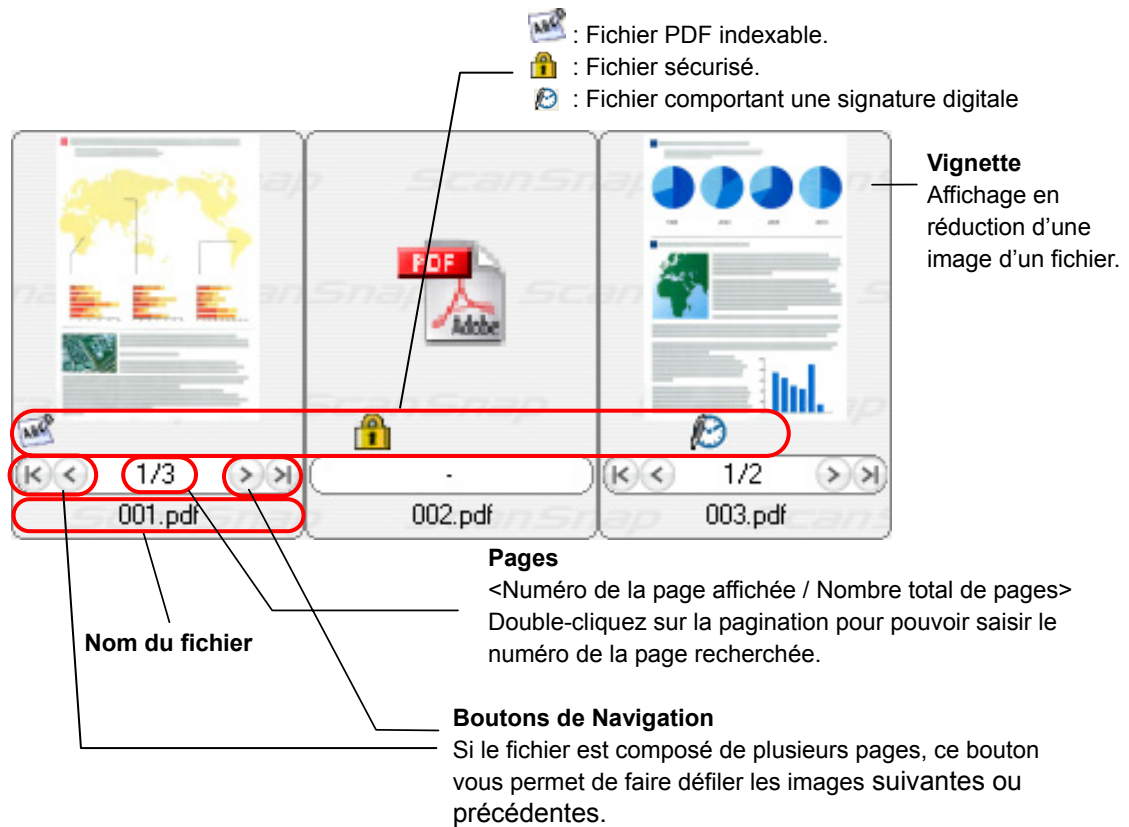 : Fichier PDF indexable.
: Fichier sécurisé.
: Fichier comportant une signature digitale
Vignette
Affichage en
réduction d’une
image d’un fichier.
ScanSnap
PDF
Adobe
ABC
1/3
-
1/2
001.pdf
002.pdf
003.pdf
Pages
<Numéro de la page affichée / Nombre total de pages>
Double-cliquez sur la pagination pour pouvoir saisir le
numéro de la page recherchée.
Nom du fichier
Boutons de Navigation
Si le fichier est composé de plusieurs pages, ce bouton
vous permet de faire défiler les images suivantes ou
précédentes.